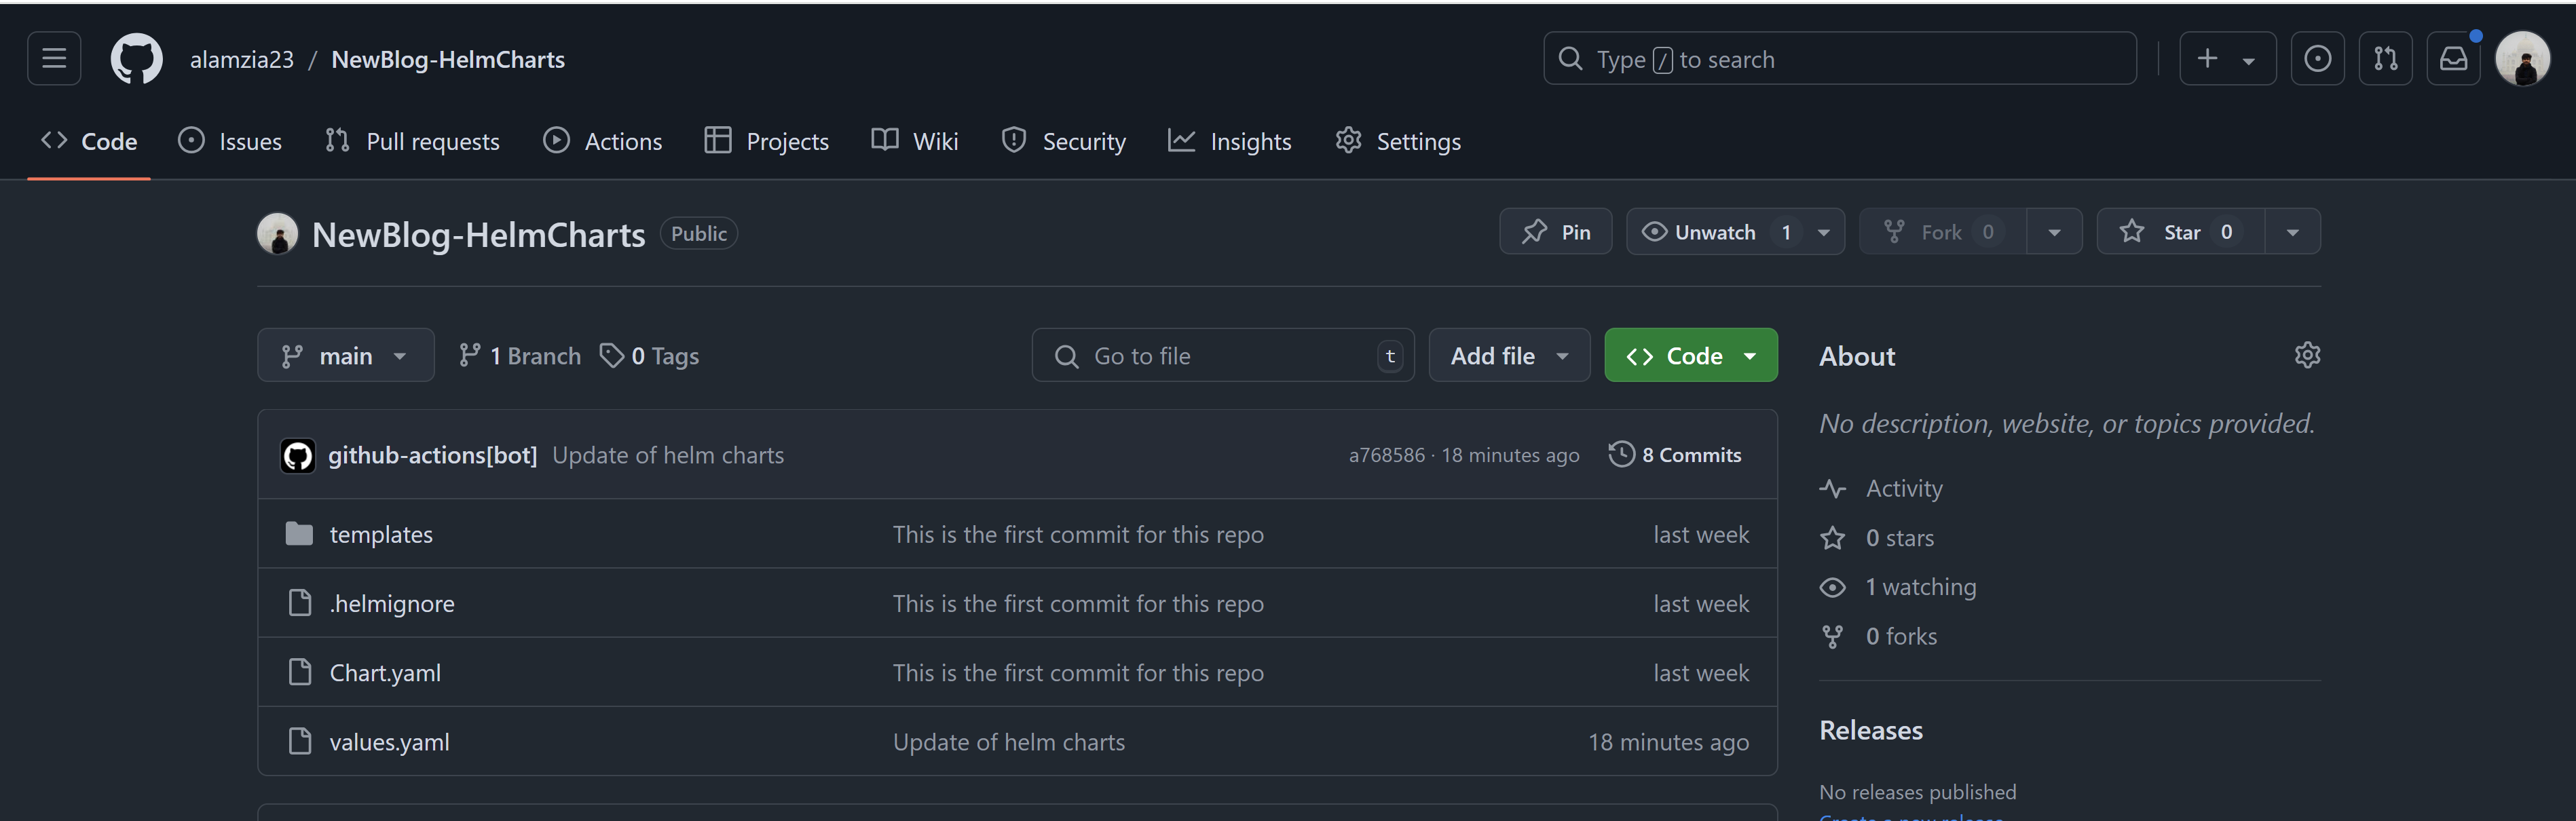 alamzia23 / NewBlog-HelmCharts
Type / to search
Code Issues Pull requests Actions Projects Wiki Security Insights Settings
NewBlog-HelmCharts Public
Pin Unwatch 1 Fork 0 Star 0
main 1 Branch 0 Tags
Go to file t Add file Code
github-actions[bot] Update of helm charts a768586 · 18 minutes ago 8 Commits
templates This is the first commit for this repo last week
.helmignore This is the first commit for this repo last week
Chart.yaml This is the first commit for this repo last week
values.yaml Update of helm charts 18 minutes ago
About
No description, website, or topics provided.
Activity
0 stars
1 watching
0 forks
Releases
No releases published
Create a new release